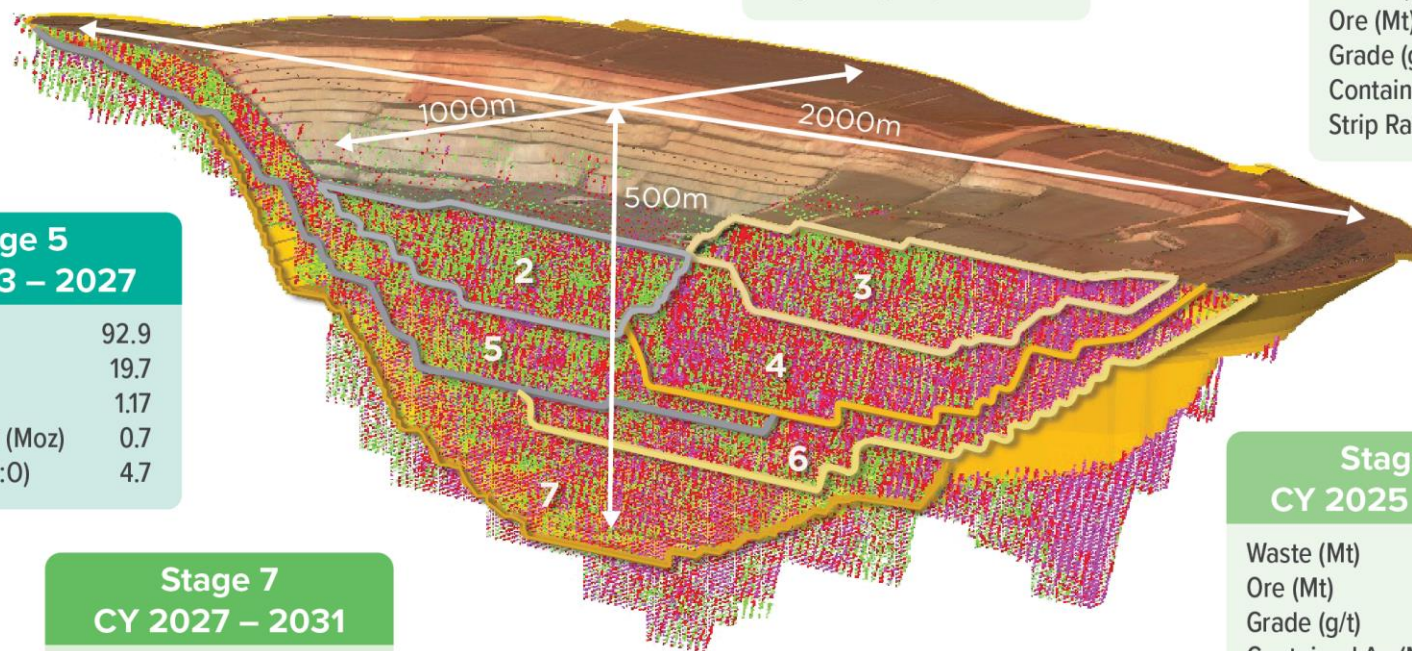 Ore (Mt)
Grade (g
Contain
Strip Ra
1000m
2000m
500m
ge 5
3 – 2027
92.9
19.7
1.17
(Moz) 0.7
:O) 4.7
2
3
5
4
6
7
Stage 7
CY 2027 – 2031
Stag
CY 2025
Waste (Mt)
Ore (Mt)
Grade (g/t)